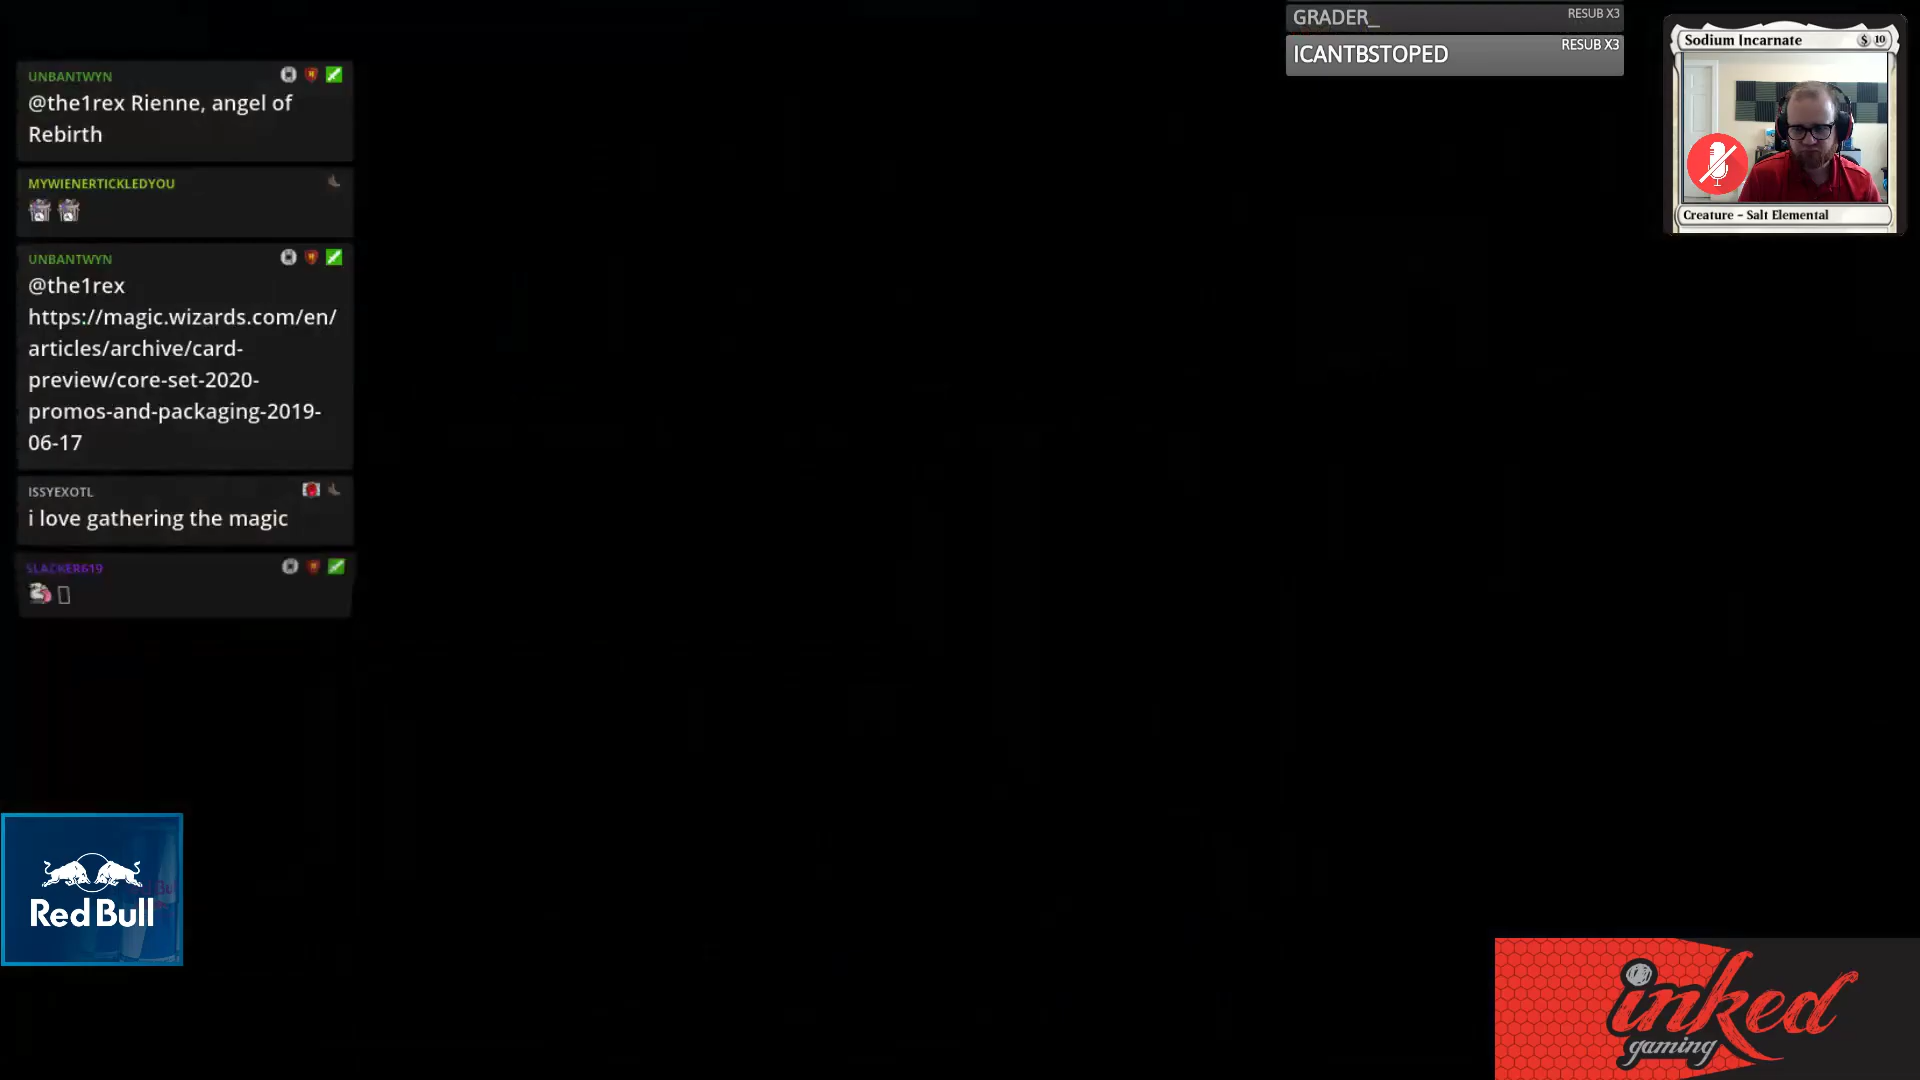 UNBANTWYN
@the1rex Rienne, angel of
Rebirth
MYWIENERTICKLEDYOU
UNBANTWYN
@the1rex
https://magic.wizards.com/en/
articles/archive/card-
preview/core-set-2020-
promos-and-packaging-2019-
06-17
ISSYEXOTL
i love gathering the magic
SLACKER619
GRADER_ RESUB X3
ICANTBSTOPED RESUB X3
Sodium Incarnate $ 10
Creature – Salt Elemental
Red Bull
inked
gaming